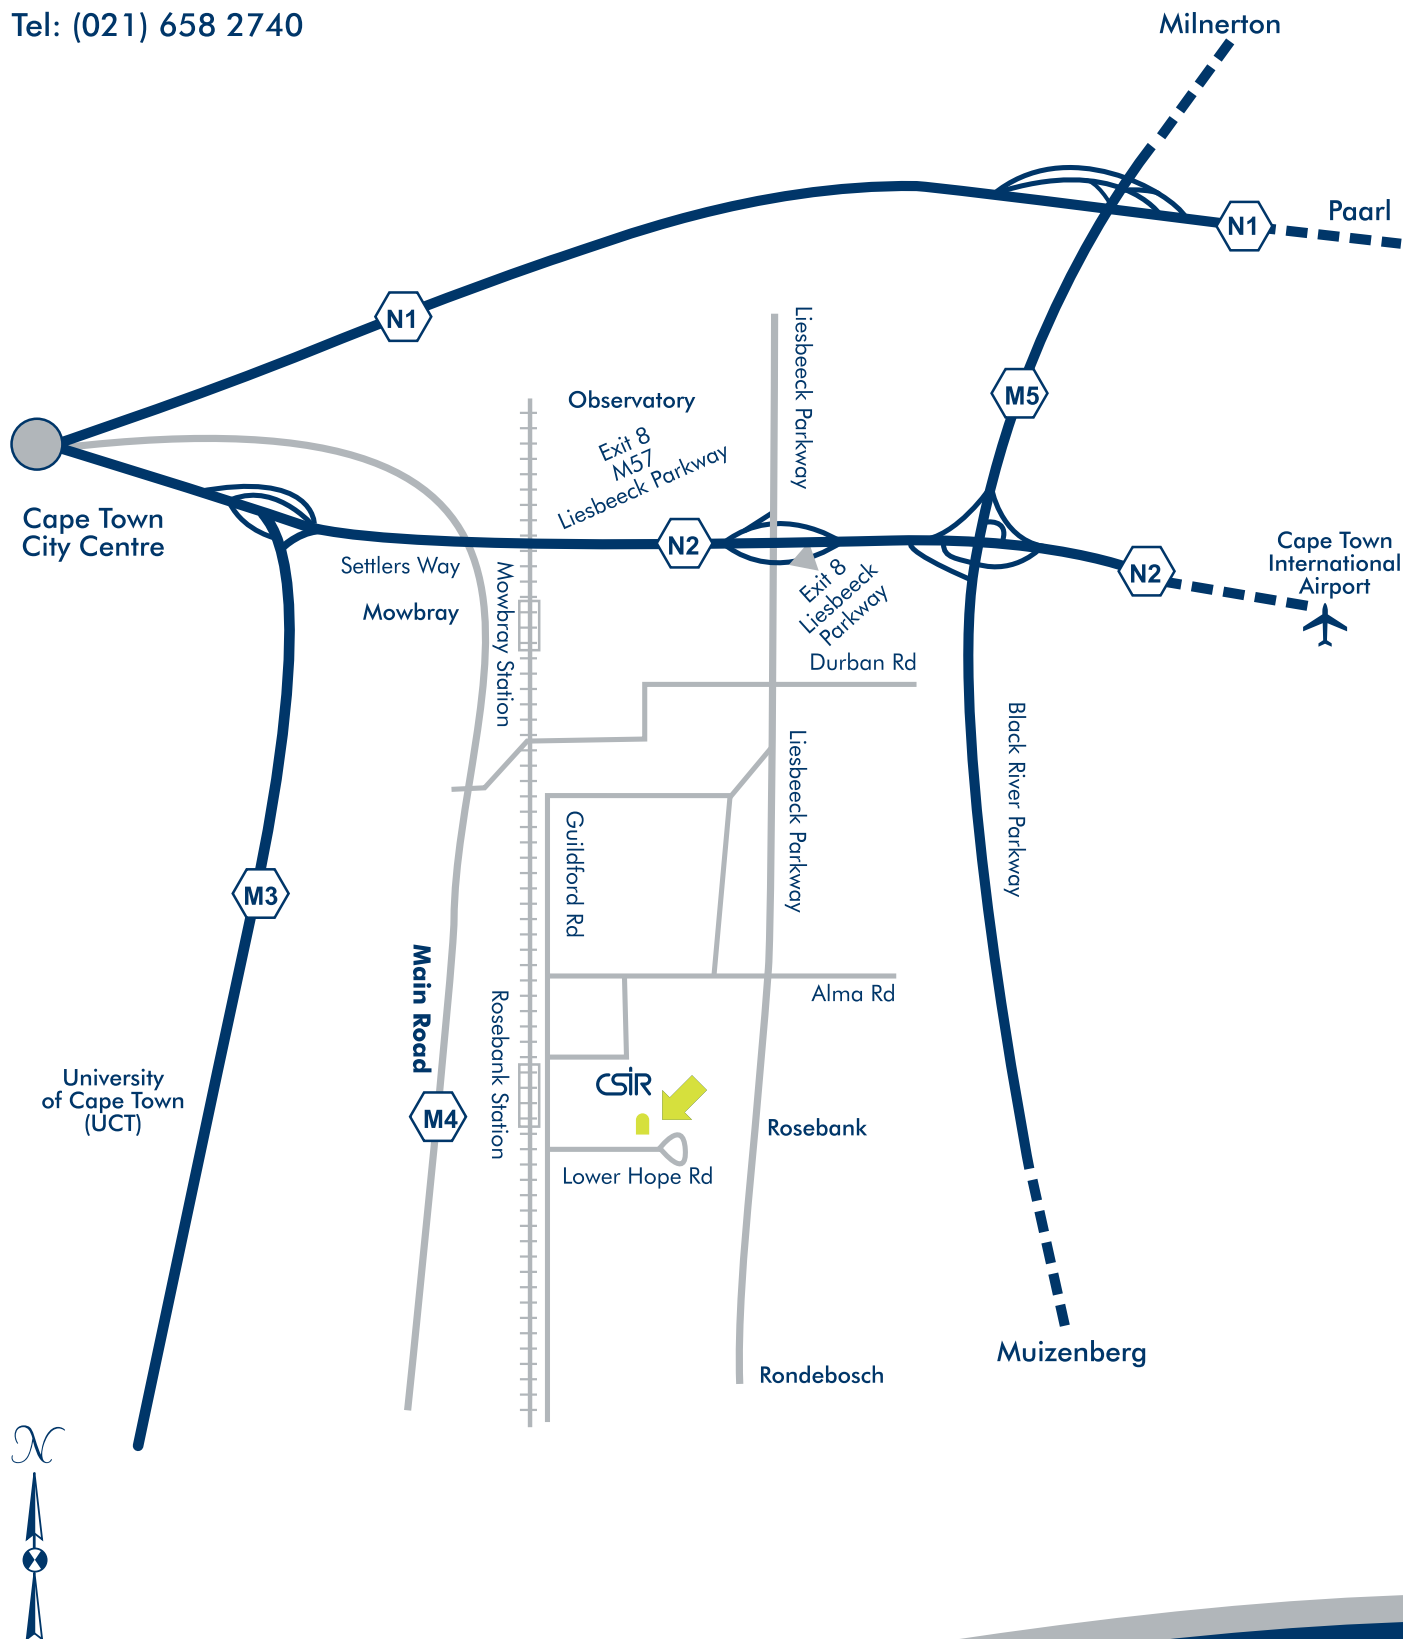 Tel: (021) 658 2740
Milnerton
Paarl
N1
N1
Liesbeeck Parkway
M5
Observatory
Exit 8
M57
Liesbeeck Parkway
Cape Town
City Centre
N2
Settlers Way
Mowbray
Mowbray Station
Exit 8
Liesbeeck
Parkway
N2
Cape Town
International
Airport
Durban Rd
Black River Parkway
Liesbeeck Parkway
Guildford Rd
M3
Main Road
Rosebank Station
Alma Rd
University
of Cape Town
(UCT)
CSIR
M4
Rosebank
Lower Hope Rd
Muizenberg
Rondebosch
N